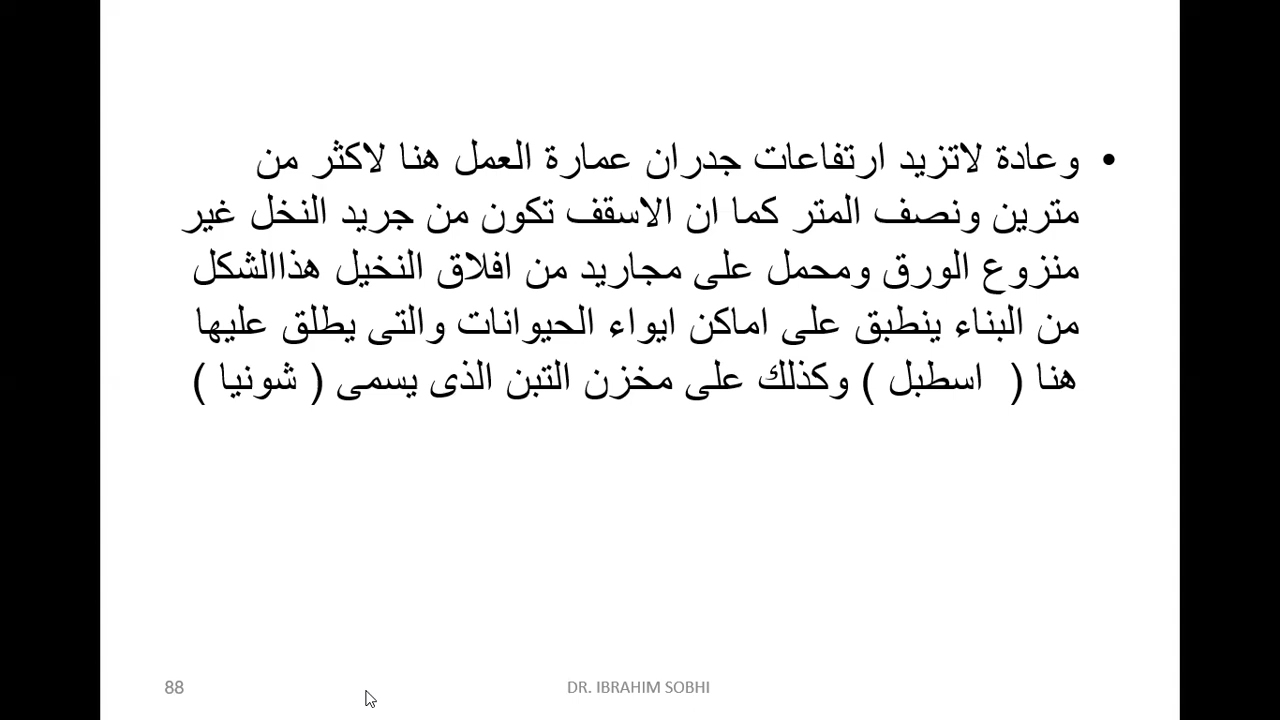 • وعادة لاتزيد ارتفاعات جدران عمارة العمل هنا لاكثر من
مترين ونصف المتر كما ان الاسقف تكون من جريد النخل غير
منزوع الورق ومحمل على مجاريد من افلاق النخيل هذاالشكل
من البناء ينطبق على اماكن ايواء الحيوانات والتى يطلق عليها
هنا ( اسطبل ) وكذلك على مخزن التبن الذى يسمى ( شونيا )
88
DR. IBRAHIM SOBHI